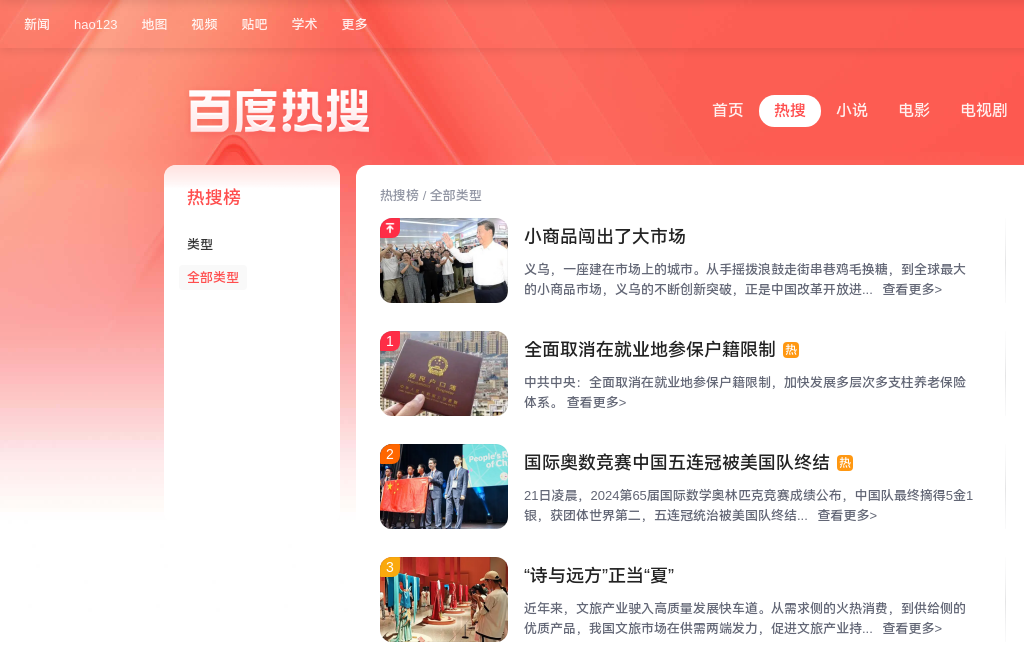 新闻 hao123 地图 视频 贴吧 学术 更多
百度热搜
首页 热搜 小说 电影 电视剧
热搜榜
类型
全部类型
热搜榜 / 全部类型
小商品闯出了大市场
义乌，一座建在市场上的城市。从手摇拨浪鼓走街串巷鸡毛换糖，到全球最大
的小商品市场，义乌的不断创新突破，正是中国改革开放进... 查看更多>
1
居民户口簿
全面取消在就业地参保户籍限制 热
中共中央：全面取消在就业地参保户籍限制，加快发展多层次多支柱养老保险
体系。 查看更多>
2
People's R
of Ch
国际奥数竞赛中国五连冠被美国队终结 热
21日凌晨，2024第65届国际数学奥林匹克竞赛成绩公布，中国队最终摘得5金1
银，获团体世界第二，五连冠统治被美国队终结... 查看更多>
3
“诗与远方”正当“夏”
近年来，文旅产业驶入高质量发展快车道。从需求侧的火热消费，到供给侧的
优质产品，我国文旅市场在供需两端发力，促进文旅产业持... 查看更多>